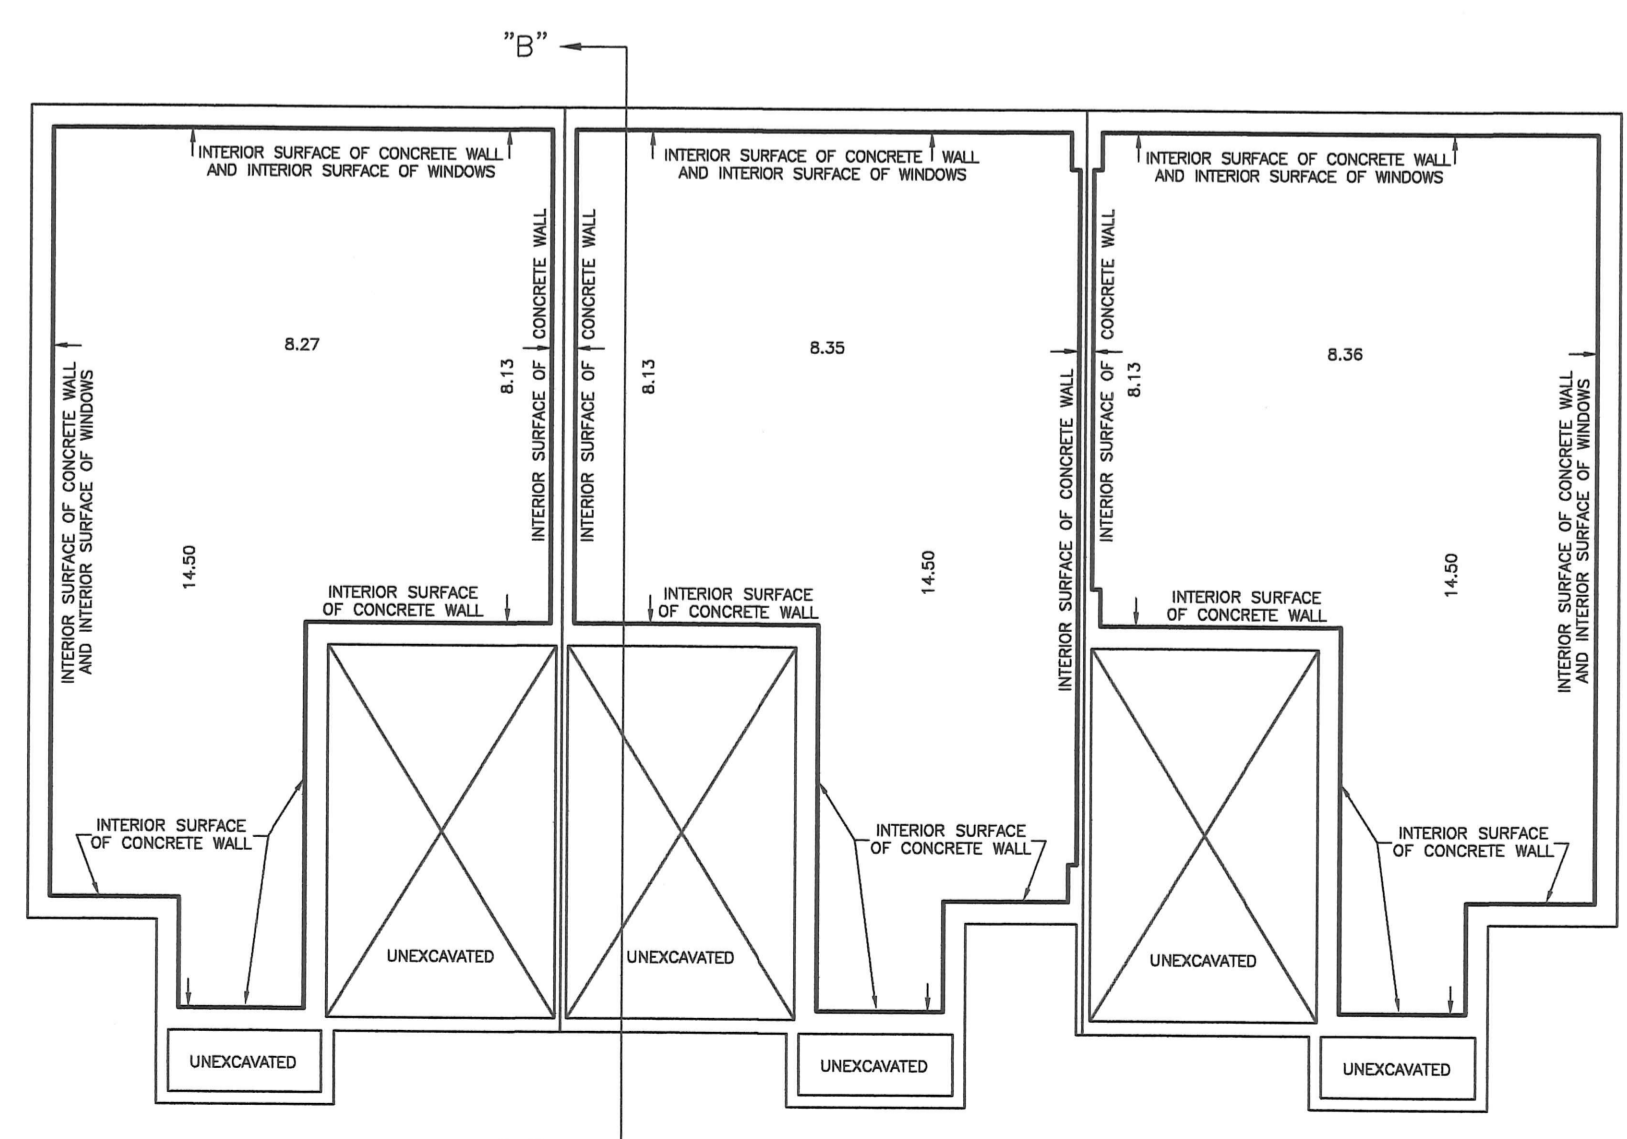 "B"
INTERIOR SURFACE OF CONCRETE WALL
AND INTERIOR SURFACE OF WINDOWS
INTERIOR SURFACE OF CONCRETE WALL
AND INTERIOR SURFACE OF WINDOWS
INTERIOR SURFACE OF CONCRETE WALL
AND INTERIOR SURFACE OF WINDOWS
INTERIOR SURFACE OF CONCRETE WALL
AND INTERIOR SURFACE OF WINDOWS
8.27
8.13
INTERIOR SURFACE OF CONCRETE WALL
14.50
INTERIOR SURFACE
OF CONCRETE WALL
INTERIOR SURFACE
OF CONCRETE WALL
UNEXCAVATED
UNEXCAVATED
INTERIOR SURFACE OF CONCRETE WALL
8.13
8.35
14.50
INTERIOR SURFACE OF CONCRETE WALL
INTERIOR SURFACE
OF CONCRETE WALL
INTERIOR SURFACE
OF CONCRETE WALL
UNEXCAVATED
UNEXCAVATED
INTERIOR SURFACE OF CONCRETE WALL
8.13
8.36
14.50
INTERIOR SURFACE OF CONCRETE WALL
AND INTERIOR SURFACE OF WINDOWS
INTERIOR SURFACE
OF CONCRETE WALL
INTERIOR SURFACE
OF CONCRETE WALL
UNEXCAVATED
UNEXCAVATED